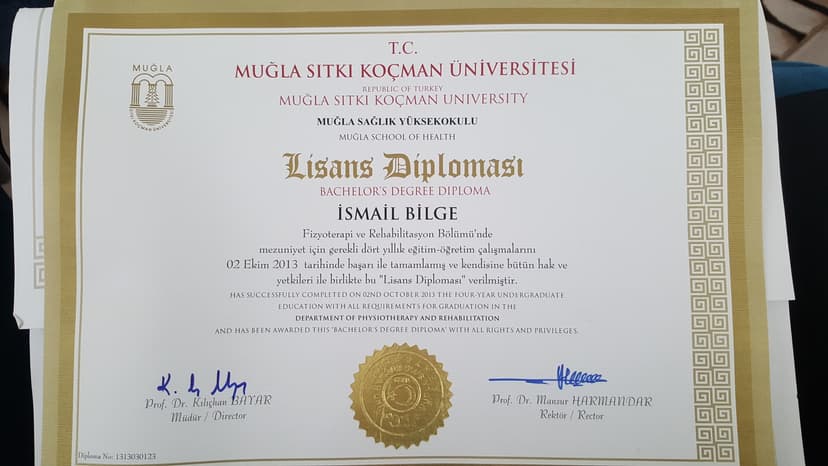 MUĞLA
T.C.
MUĞLA SITKI KOÇMAN ÜNİVERSİTESİ
REPUBLIC OF TURKEY
MUĞLA SITKI KOÇMAN UNIVERSITY
MUĞLA SAĞLIK YÜKSEKOKULU
MUĞLA SCHOOL OF HEALTH
Lisans Diploması
BACHELOR'S DEGREE DIPLOMA
İSMAİL BİLGE
Fizyoterapi ve Rehabilitasyon Bölümü'nde
mezuniyet için gerekli dört yıllık eğitim-öğretim çalışmalarını
02 Ekim 2013 tarihinde başarı ile tamamlamış ve kendisine bütün hak ve
yetkileri ile birlikte bu "Lisans Diploması" verilmiştir.
HAS SUCCESSFULLY COMPLETED ON 02ND OCTOBER 2013 THE FOUR-YEAR UNDERGRADUATE
EDUCATION WITH ALL REQUIREMENTS FOR GRADUATION IN THE
DEPARTMENT OF PHYSIOTHERAPY AND REHABILITATION
AND HAS BEEN AWARDED THIS "BACHELOR'S DEGREE DIPLOMA" WITH ALL RIGHTS AND PRIVILEGES.
Prof. Dr. Kılıçhan BAYAR
Müdür / Director
Prof. Dr. Mansur HARMANDAR
Rektör / Rector
Diploma No: 1313030123